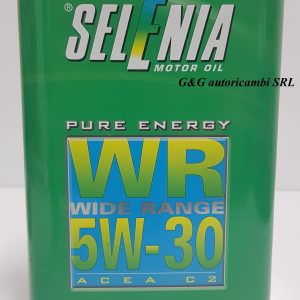 ® SELENIA
MOTOR OIL
G&G autoricambi SRL
PURE ENERGY
WR
WIDE RANGE
5W-30
ACEA C2